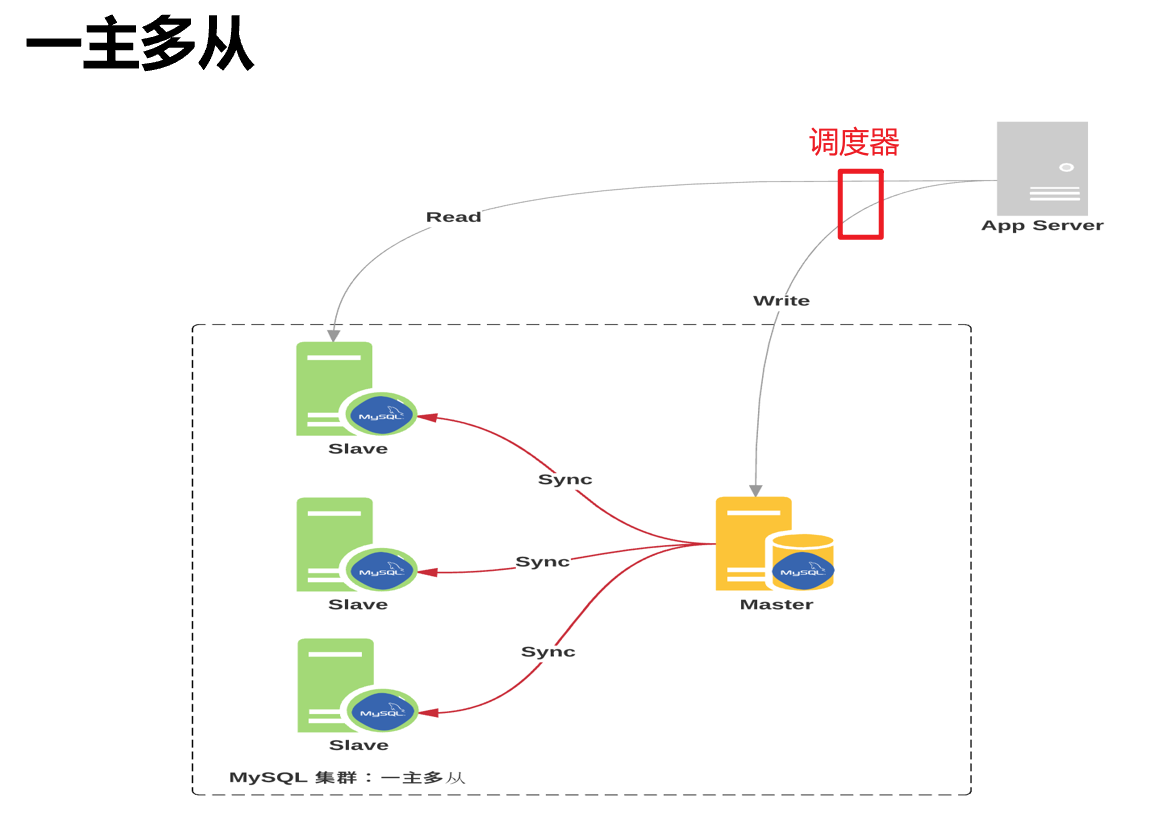 一主多从
调度器
App Server
Read
Write
MySQL
Slave
Sync
MySQL
Slave
Sync
MySQL
Master
Sync
MySQL
Slave
MySQL 集群：一主多从